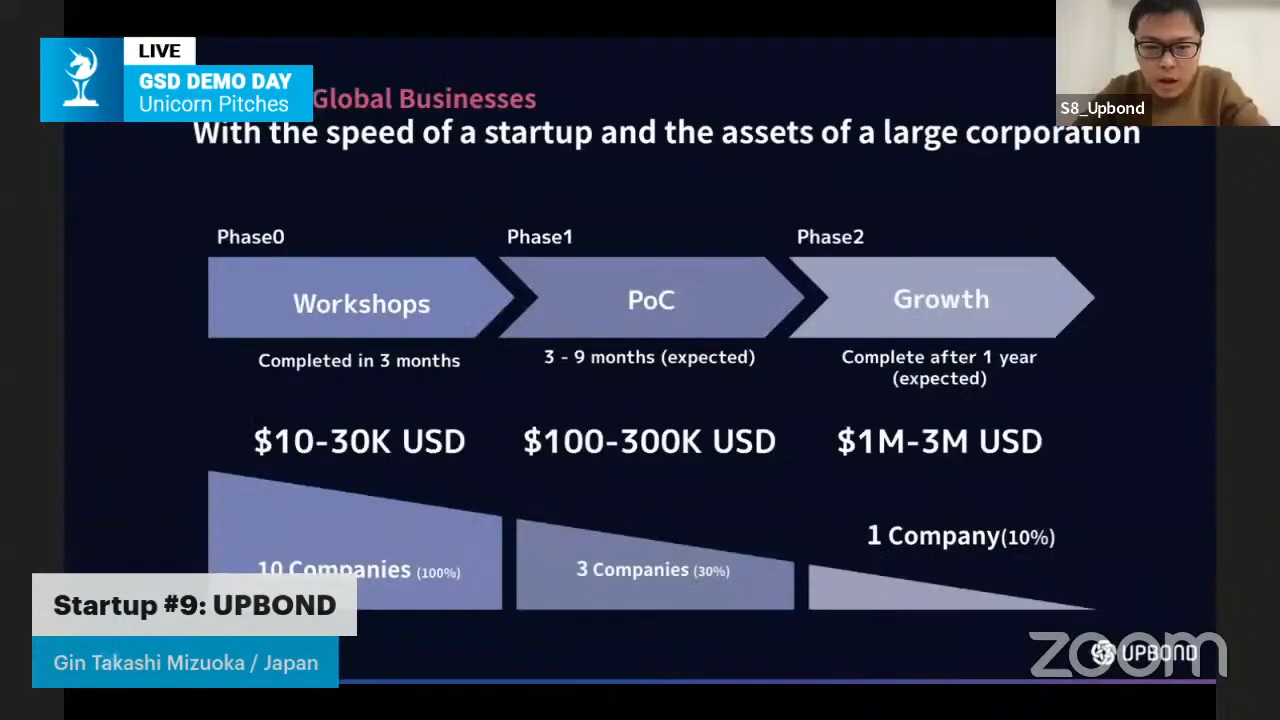 LIVE
GSD DEMO DAY
Unicorn Pitches
S8_Upbond
Global Businesses
With the speed of a startup and the assets of a large corporation
Phase0
Phase1
Phase2
Workshops
PoC
Growth
Completed in 3 months
3 - 9 months (expected)
Complete after 1 year
(expected)
$10-30K USD
$100-300K USD
$1M-3M USD
1 Company(10%)
10 Companies (100%)
3 Companies (30%)
Startup #9: UPBOND
Gin Takashi Mizuoka / Japan
zoom
UPBOND